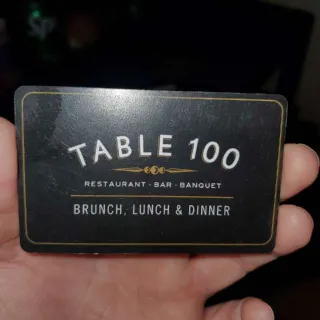 TABLE 100
RESTAURANT · BAR · BANQUET
BRUNCH, LUNCH & DINNER